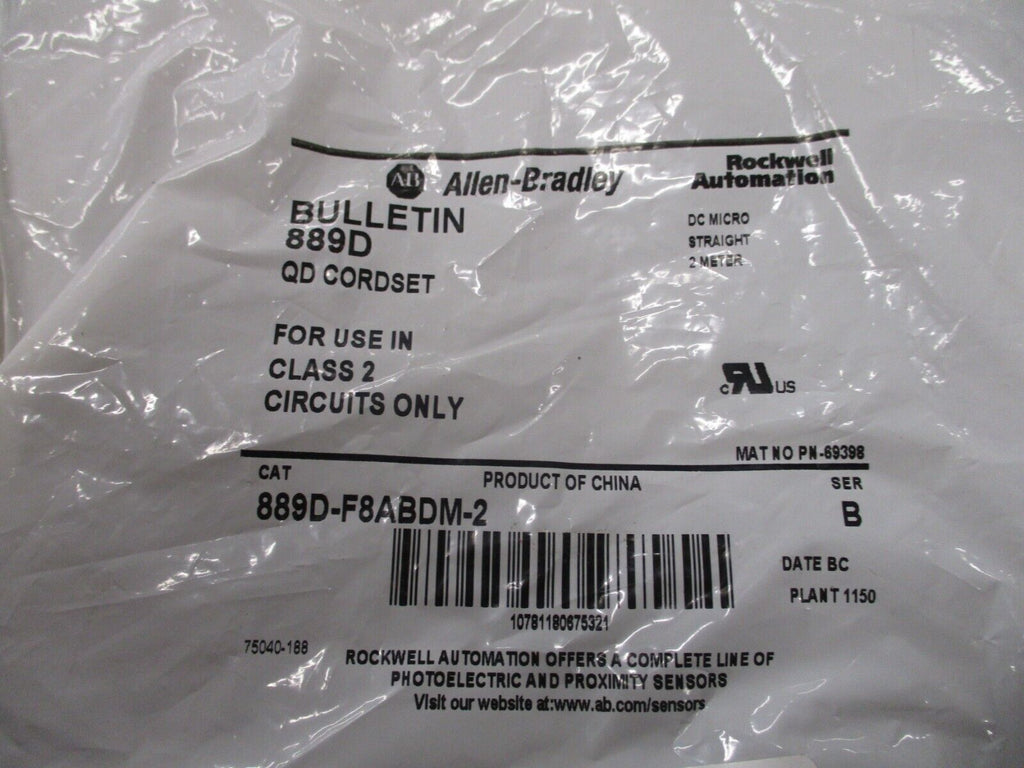 AB Allen-Bradley
Rockwell
Automation
BULLETIN
889D
QD CORDSET
DC MICRO
STRAIGHT
2 METER
FOR USE IN
CLASS 2
CIRCUITS ONLY
c RU US
MAT NO PN-69398
CAT
PRODUCT OF CHINA
SER
889D-F8ABDM-2
B
DATE BC
PLANT 1150
10781180675321
75040-188
ROCKWELL AUTOMATION OFFERS A COMPLETE LINE OF
PHOTOELECTRIC AND PROXIMITY SENSORS
Visit our website at:www.ab.com/sensors